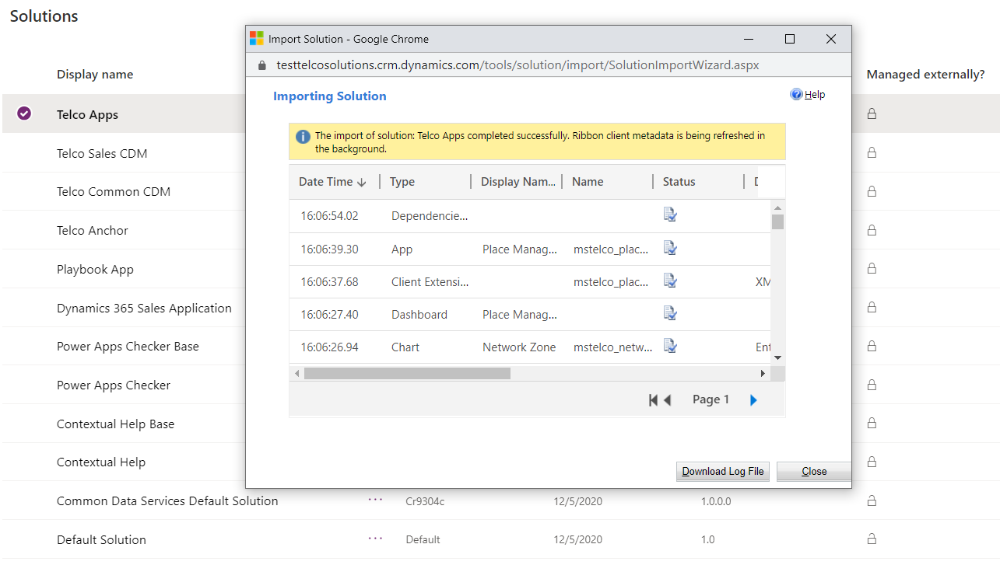 Solutions
Import Solution - Google Chrome
testtelcosolutions.crm.dynamics.com/tools/solution/import/SolutionImportWizard.aspx
Display name
Managed externally?
Importing Solution
Help
Telco Apps
The import of solution: Telco Apps completed successfully. Ribbon client metadata is being refreshed in
the background.
Telco Sales CDM
Date Time Type Display Nam... Name Status D
Telco Common CDM
16:06:54.02 Dependencie...
Telco Anchor
16:06:39.30 App Place Manag... mstelco_plac...
Playbook App
16:06:37.68 Client Extensi... mstelco_plac... XM
Dynamics 365 Sales Application
16:06:27.40 Dashboard Place Manag...
Power Apps Checker Base
16:06:26.94 Chart Network Zone mstelco_netw... Ent
Power Apps Checker
Page 1
Contextual Help Base
Contextual Help
Download Log File Close
Common Data Services Default Solution ... Cr9304c 12/5/2020 1.0.0.0
Default Solution ... Default 12/5/2020 1.0